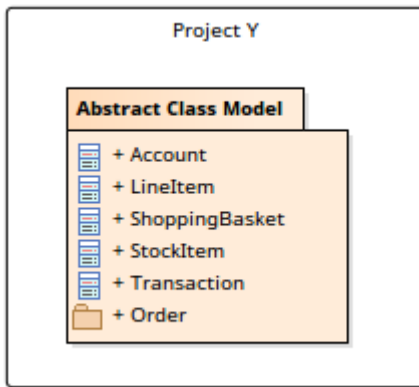 Project Y
Abstract Class Model
+ Account
+ LineItem
+ ShoppingBasket
+ StockItem
+ Transaction
+ Order